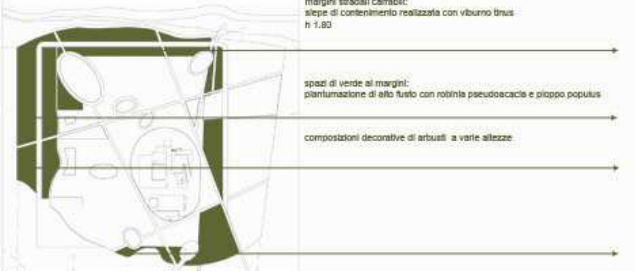 margini stradali carrabili:
siepe di contenimento realizzata con viburno tinus
h 1.80
spazi di verde ai margini:
piantumazione di alto fusto con robinia pseudoacacia e pioppo populus
composizioni decorative di arbusti a varie altezze